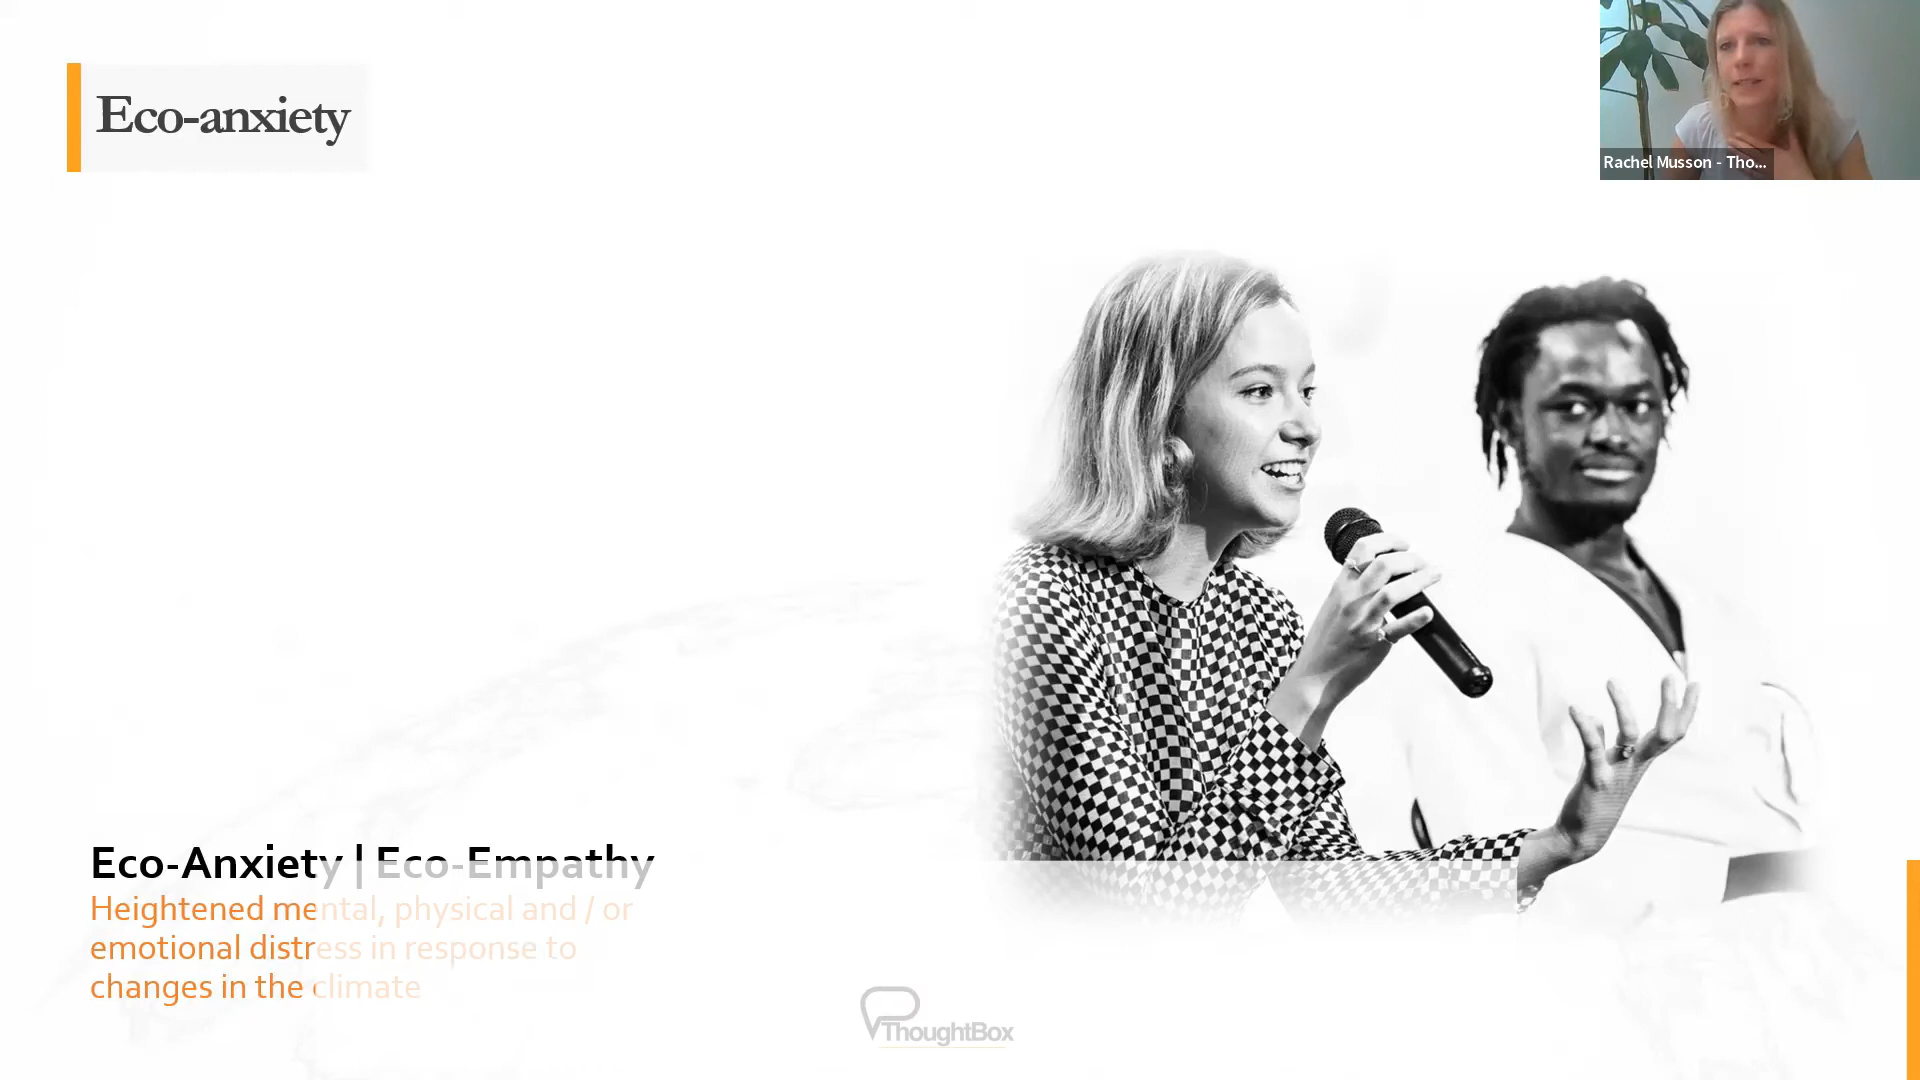 Eco-anxiety
Rachel Musson - Tho...
Eco-Anxiety | Eco-Empathy
Heightened mental, physical and / or
emotional distress in response to
changes in the climate
ThoughtBox